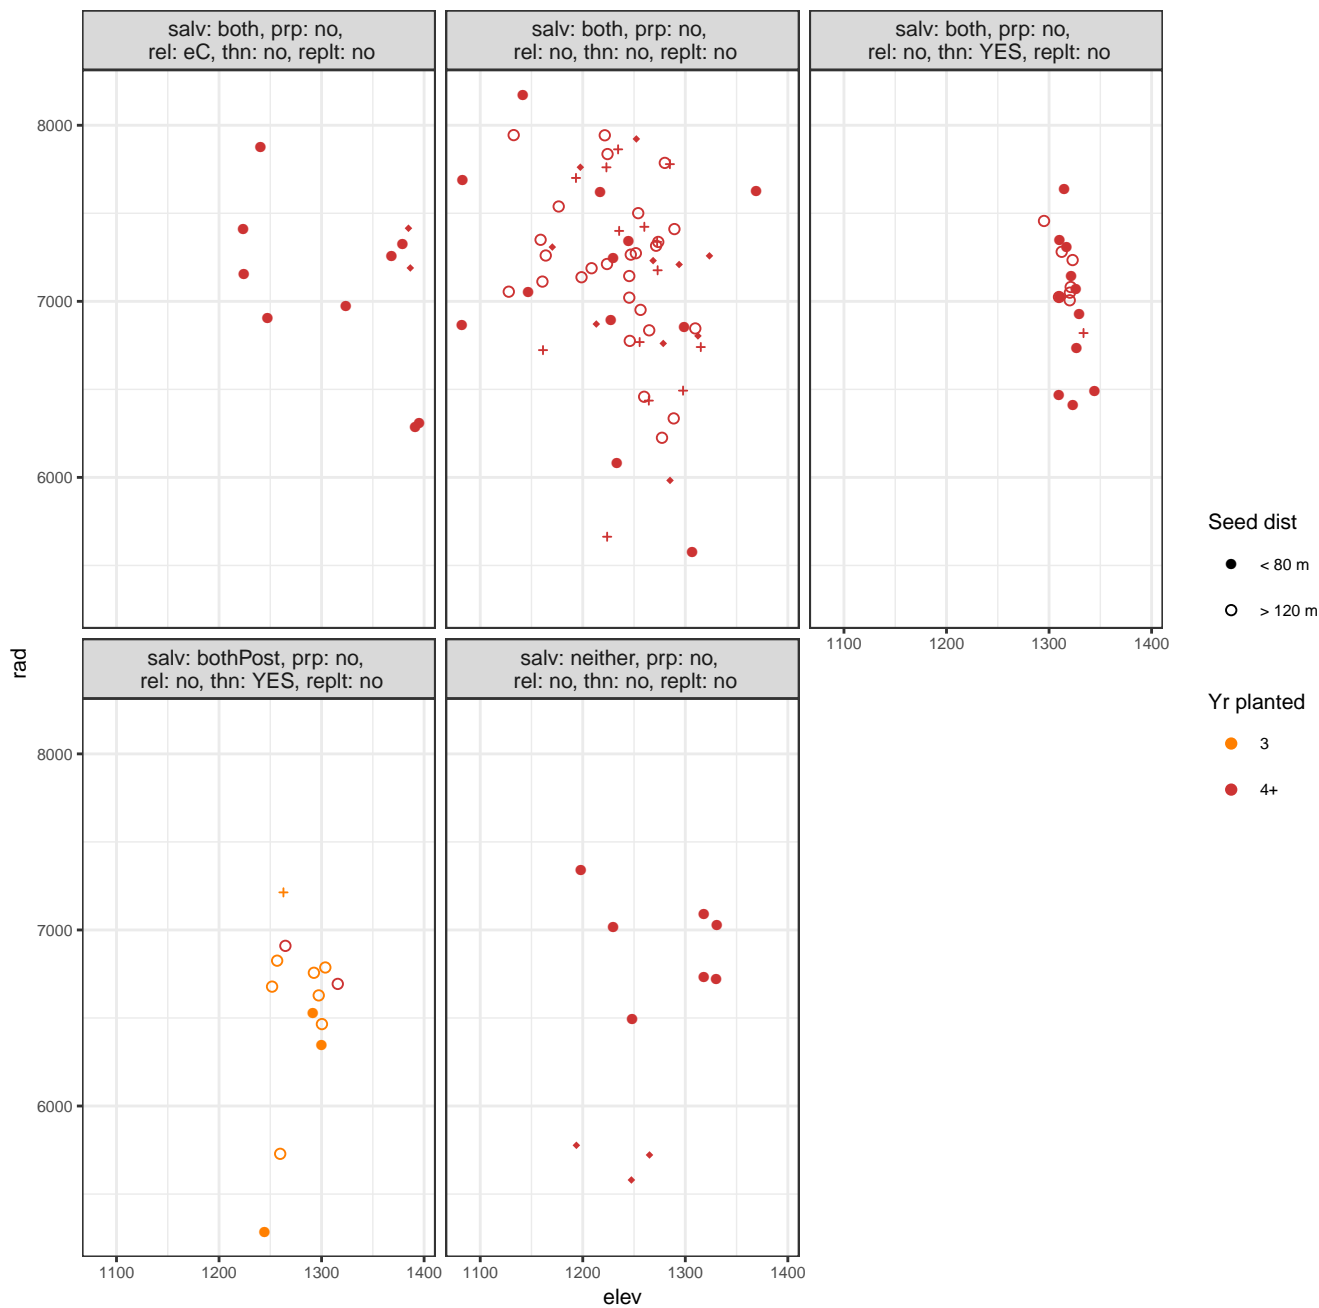 salv: both, prp: no,
rel: eC, thn: no, replt: no
salv: both, prp: no,
rel: no, thn: no, replt: no
salv: both, prp: no,
rel: no, thn: YES, replt: no
8000
7000
6000
1100
1200
1300
1400
salv: bothPost, prp: no,
rel: no, thn: YES, replt: no
salv: neither, prp: no,
rel: no, thn: no, replt: no
8000
7000
6000
1100
1200
1300
1400
1100
1200
1300
1400
rad
elev
Seed dist
< 80 m
> 120 m
Yr planted
3
4+